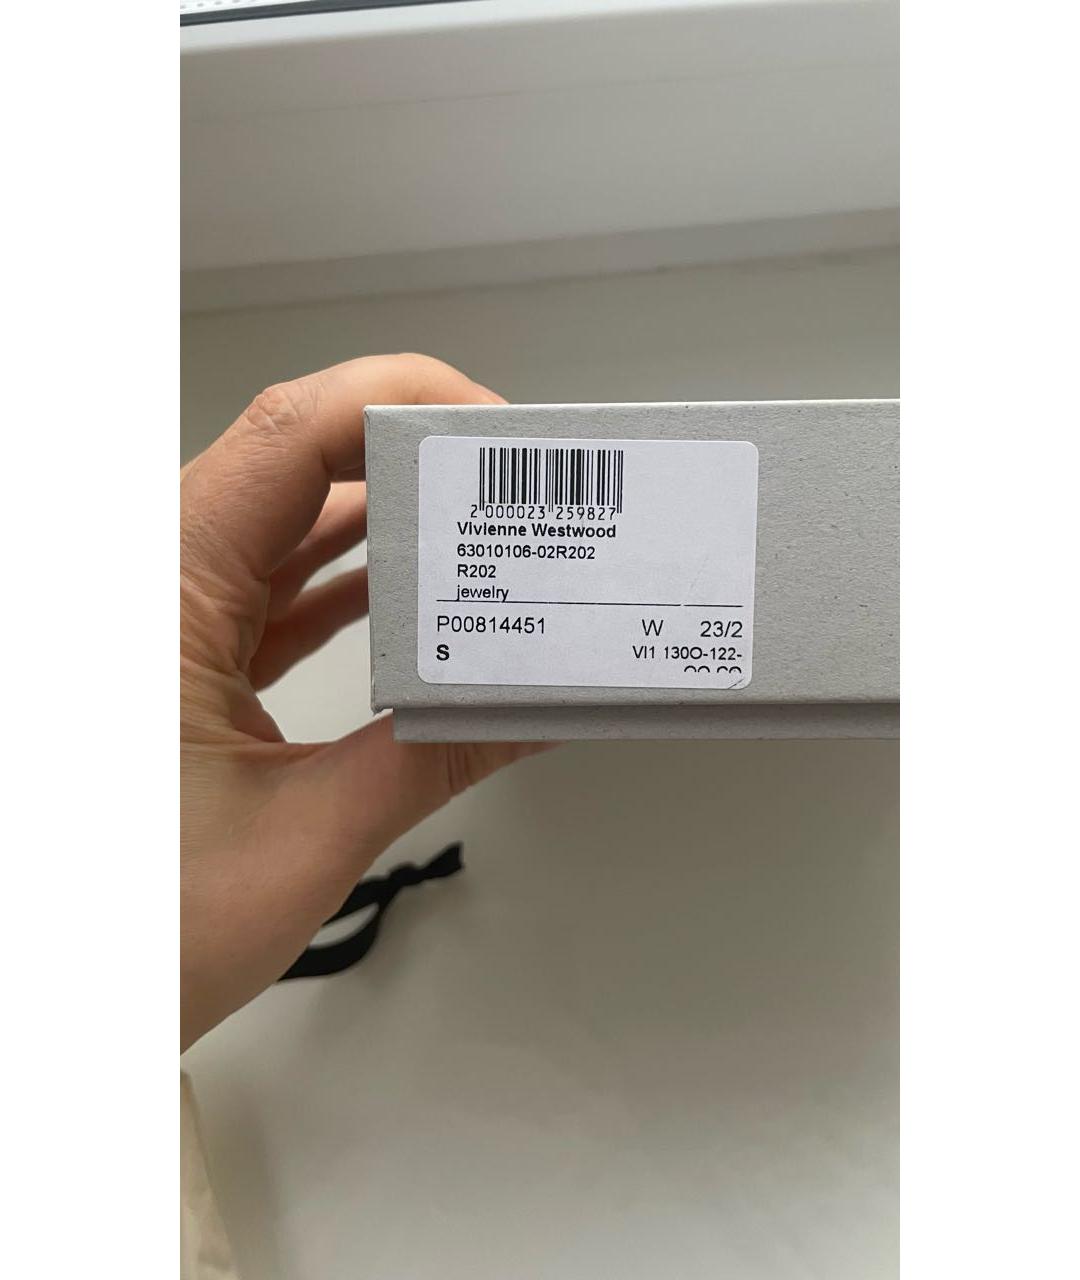 2 000023 259827
Vivienne Westwood
63010106-02R202
R202
jewelry
P00814451 W 23/2
S VI1 130O-122-